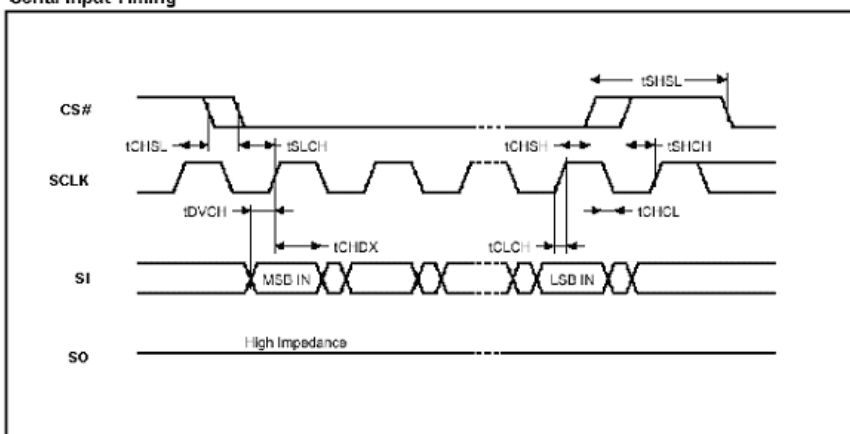 Serial Input Timing
tSHSL
CS#
tCHSL tSLCH tCHSH tSHCH
SCLK
tDVCH tCHCL
tCHDX tCLCH
SI MSB IN LSB IN
High Impedance
SO